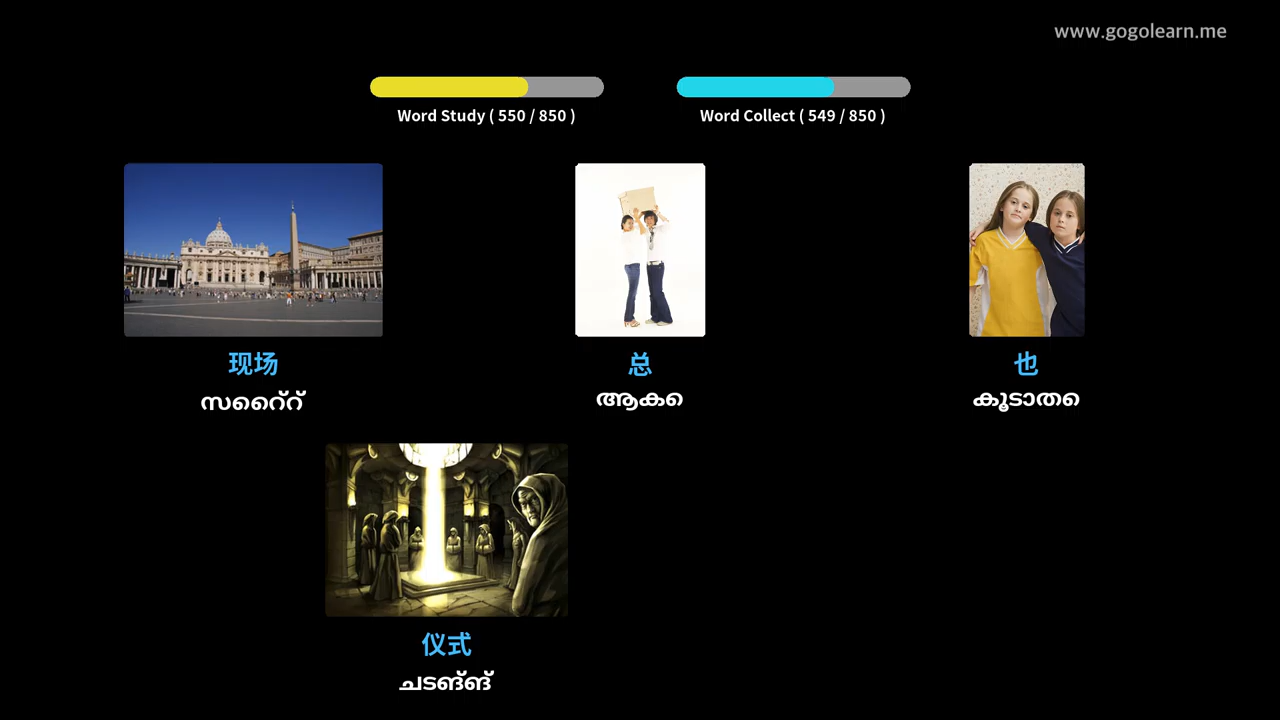 www.gogolearn.me
Word Study ( 550 / 850 )
Word Collect ( 549 / 850 )
现场
സൈറ്റ്
总
ആകെ
也
കൂടാതെ
仪式
ചടങ്ങ്